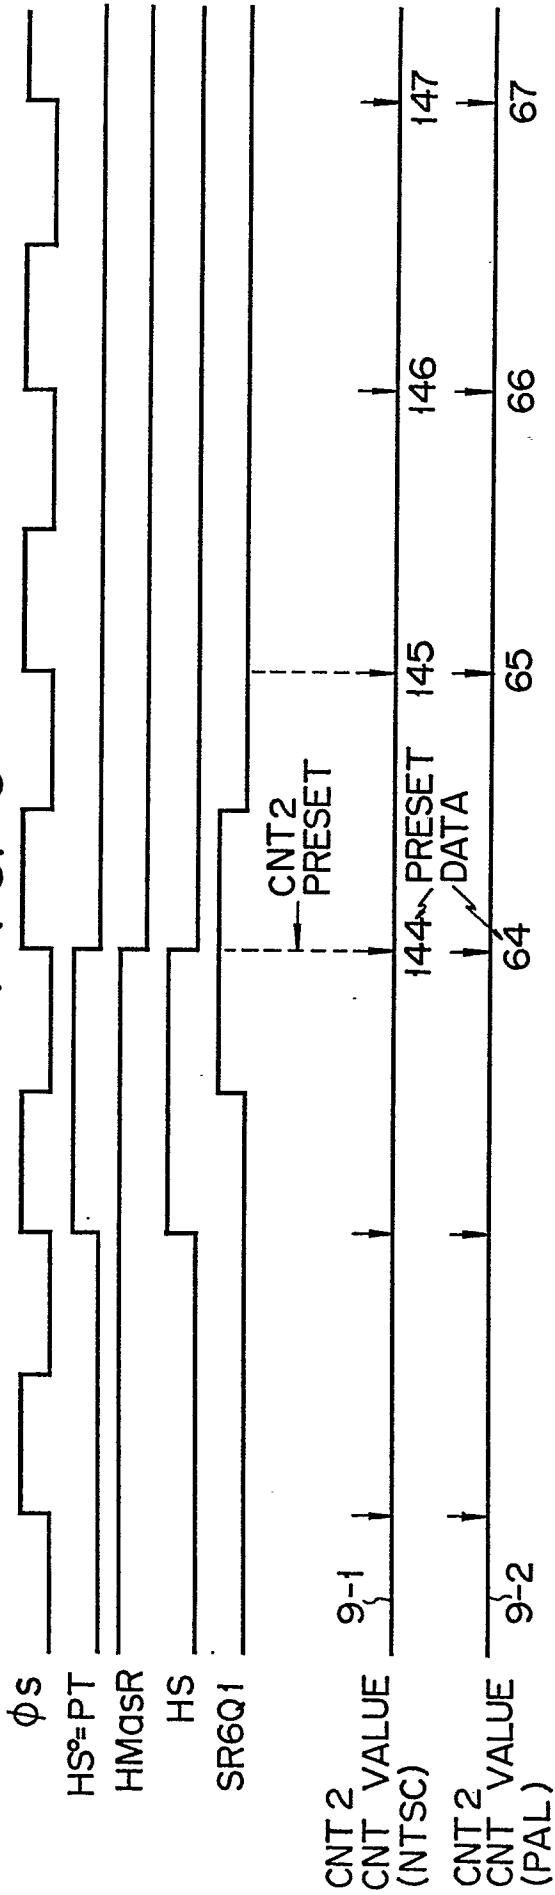 φs
HS°=PT
HMasR
HS
SR6Q1
CNT2
PRESET
CNT2
CNT VALUE
(NTSC)
9-1
144
PRESET
DATA
145
146
147
CNT2
CNT VALUE
(PAL)
9-2
64
65
66
67